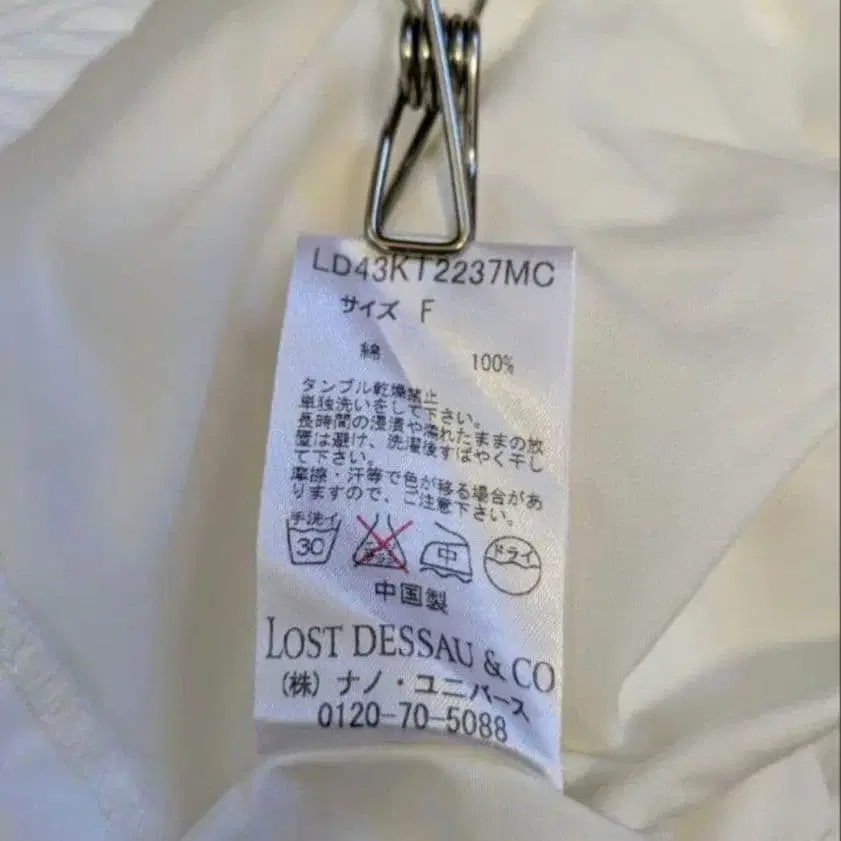 LD43KT2237MC
サイズ F
綿 100%
タンブル乾燥禁止
単独洗いをして下さい。
長時間の浸漬や濡れたままの放
置は避け、洗濯後すばやく干し
て下さい。
摩擦・汗等で色が移る場合があ
りますので、ご注意下さい。
手洗イ 30 中 ドライ
中国製
LOST DESSAU & CO
(株) ナノ・ユニバース
0120-70-5088